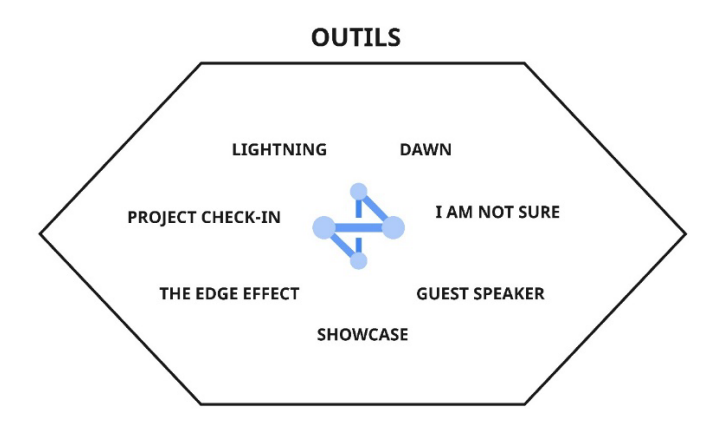 OUTILS
LIGHTNING
DAWN
PROJECT CHECK-IN
I AM NOT SURE
THE EDGE EFFECT
GUEST SPEAKER
SHOWCASE